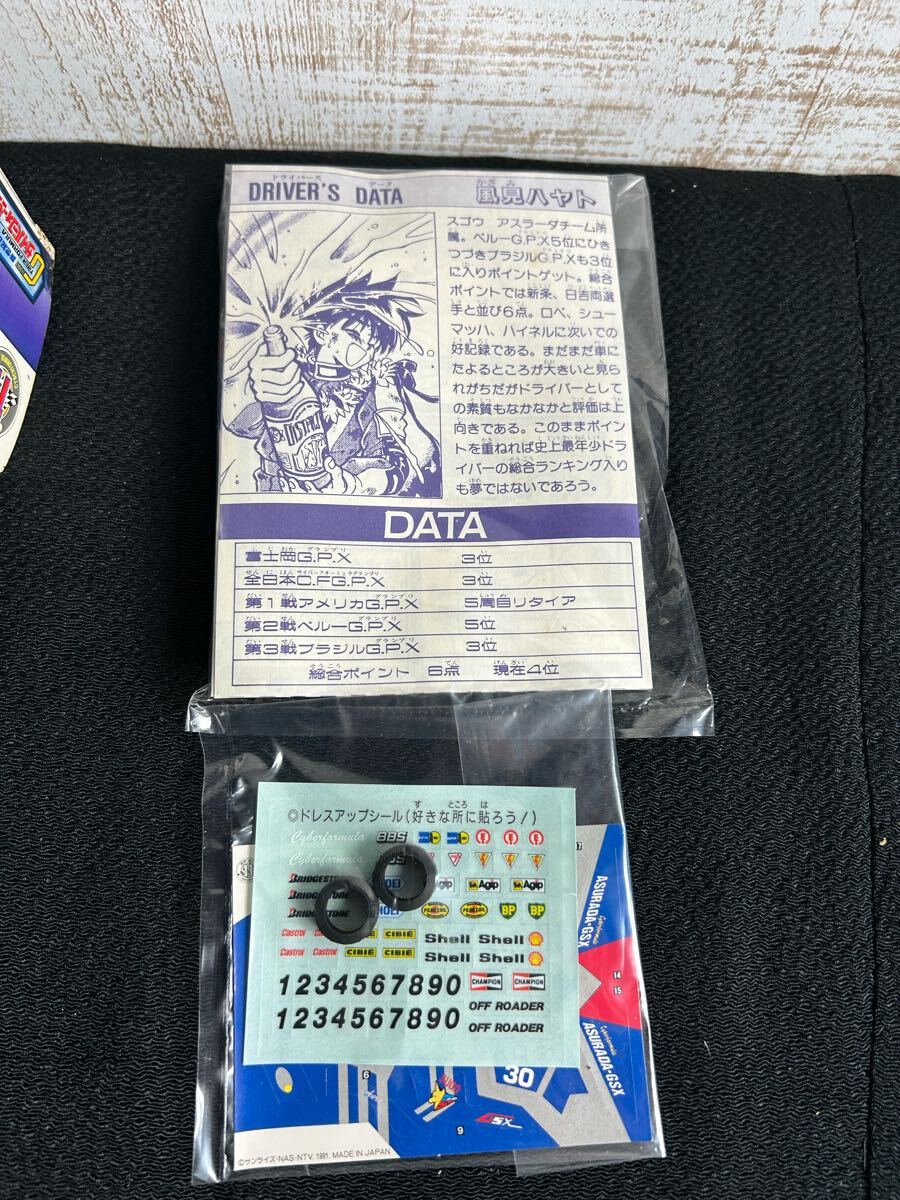 ドライバーズ データ
DRIVER'S DATA
かざみ
風見ハヤト
スゴウ アスラーダチーム所
属。ペルーG.P.X5位にひき
つづきブラジルG.P.Xも3位
に入りポイントゲット。総合
ポイントでは新条、日吉両選
手と並び6点。ロペ、シュー
マッハ、ハイネルに次いでの
好記録である。まだまだ車に
たよるところが大きいと見ら
れがちだがドライバーとして
の素質もなかなかと評価は上
向きである。このままポイン
トを重ねれば史上最年少ドラ
イバーの総合ランキング入り
も夢ではないであろう。
DATA
富士岡G.P.X 3位
全日本C.FG.P.X 3位
第1戦アメリカG.P.X 5周目リタイア
第2戦ペルーG.P.X 5位
第3戦ブラジルG.P.X 3位
総合ポイント 6点 現在4位
◎ドレスアップシール(好きな所に貼ろう!)
Cyberformula BBS
Cyberformula
BRIDGESTONE Agip Agip
PENNZOIL PENNZOIL BP BP
Castrol CIBIE Shell Shell
Castrol Castrol CIBIE CIBIE Shell Shell
1234567890 CHAMPION CHAMPION
OFF ROADER
1234567890 OFF ROADER
17
Cyberformula
ASURADA-GSX
14
15
Cyberformula
ASURADA-GSX
6
30
9
GSX
©サンライズ・NAS・NTV, 1991, MADE IN JAPAN